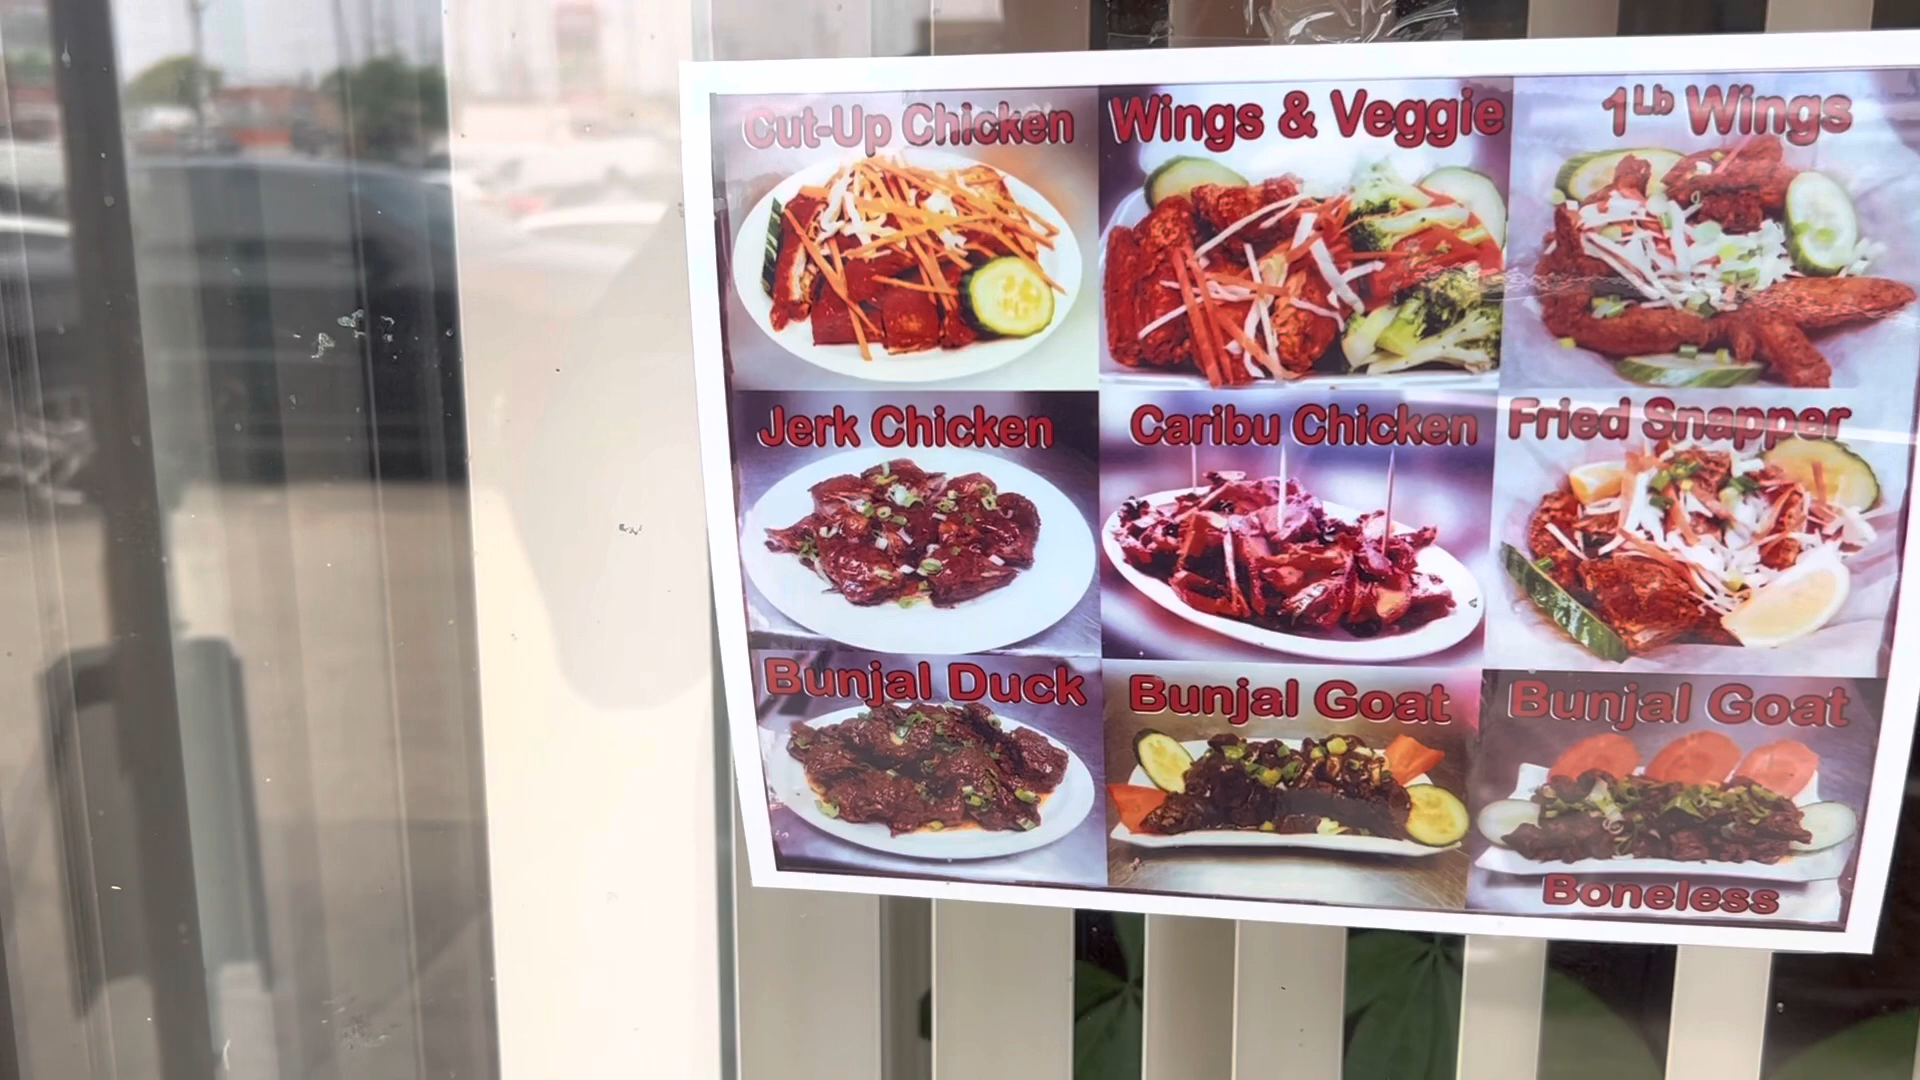 Cut-Up Chicken
Wings & Veggie
1Lb Wings
Jerk Chicken
Caribu Chicken
Fried Snapper
Bunjal Duck
Bunjal Goat
Bunjal Goat
Boneless